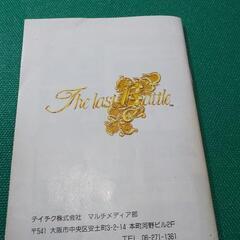 The last Battle
テイチク株式会社 マルチメディア部
〒541 大阪市中央区安土町3-2-14 本町河野ビル2F
TEL 06-271-1361